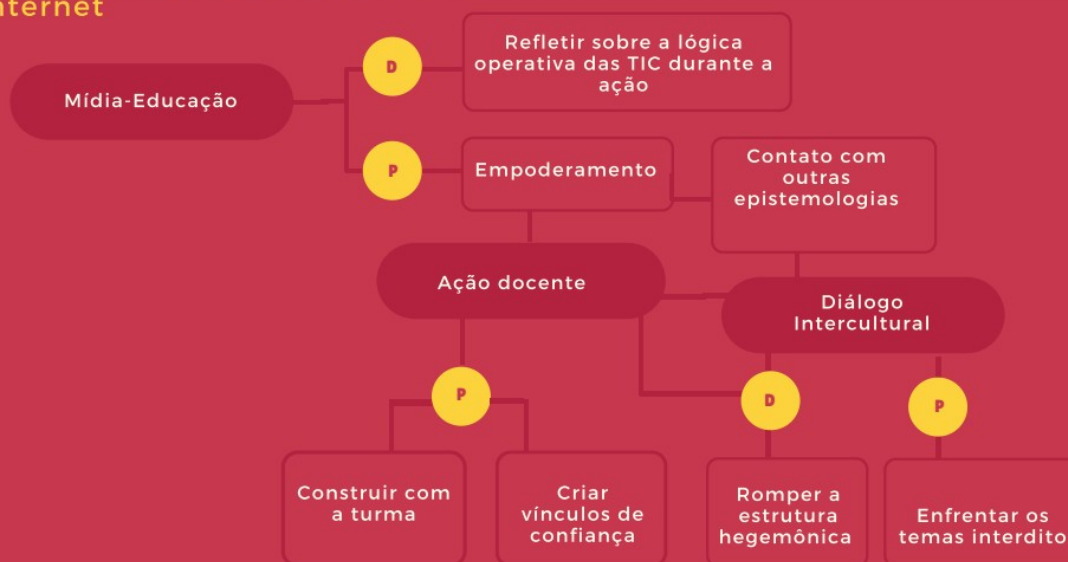 nternet
D
Refletir sobre a lógica
operativa das TIC durante a
ação
Mídia-Educação
P
Empoderamento
Contato com
outras
epistemologias
Ação docente
Diálogo
Intercultural
P
D
P
Construir com
a turma
Criar
vínculos de
confiança
Romper a
estrutura
hegemônica
Enfrentar os
temas interdito